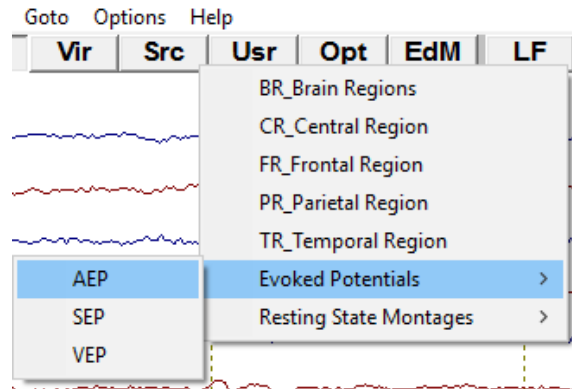 Goto Options Help
Vir Src Usr Opt EdM LF
BR_Brain Regions
CR_Central Region
FR_Frontal Region
PR_Parietal Region
TR_Temporal Region
Evoked Potentials >
Resting State Montages >
AEP
SEP
VEP